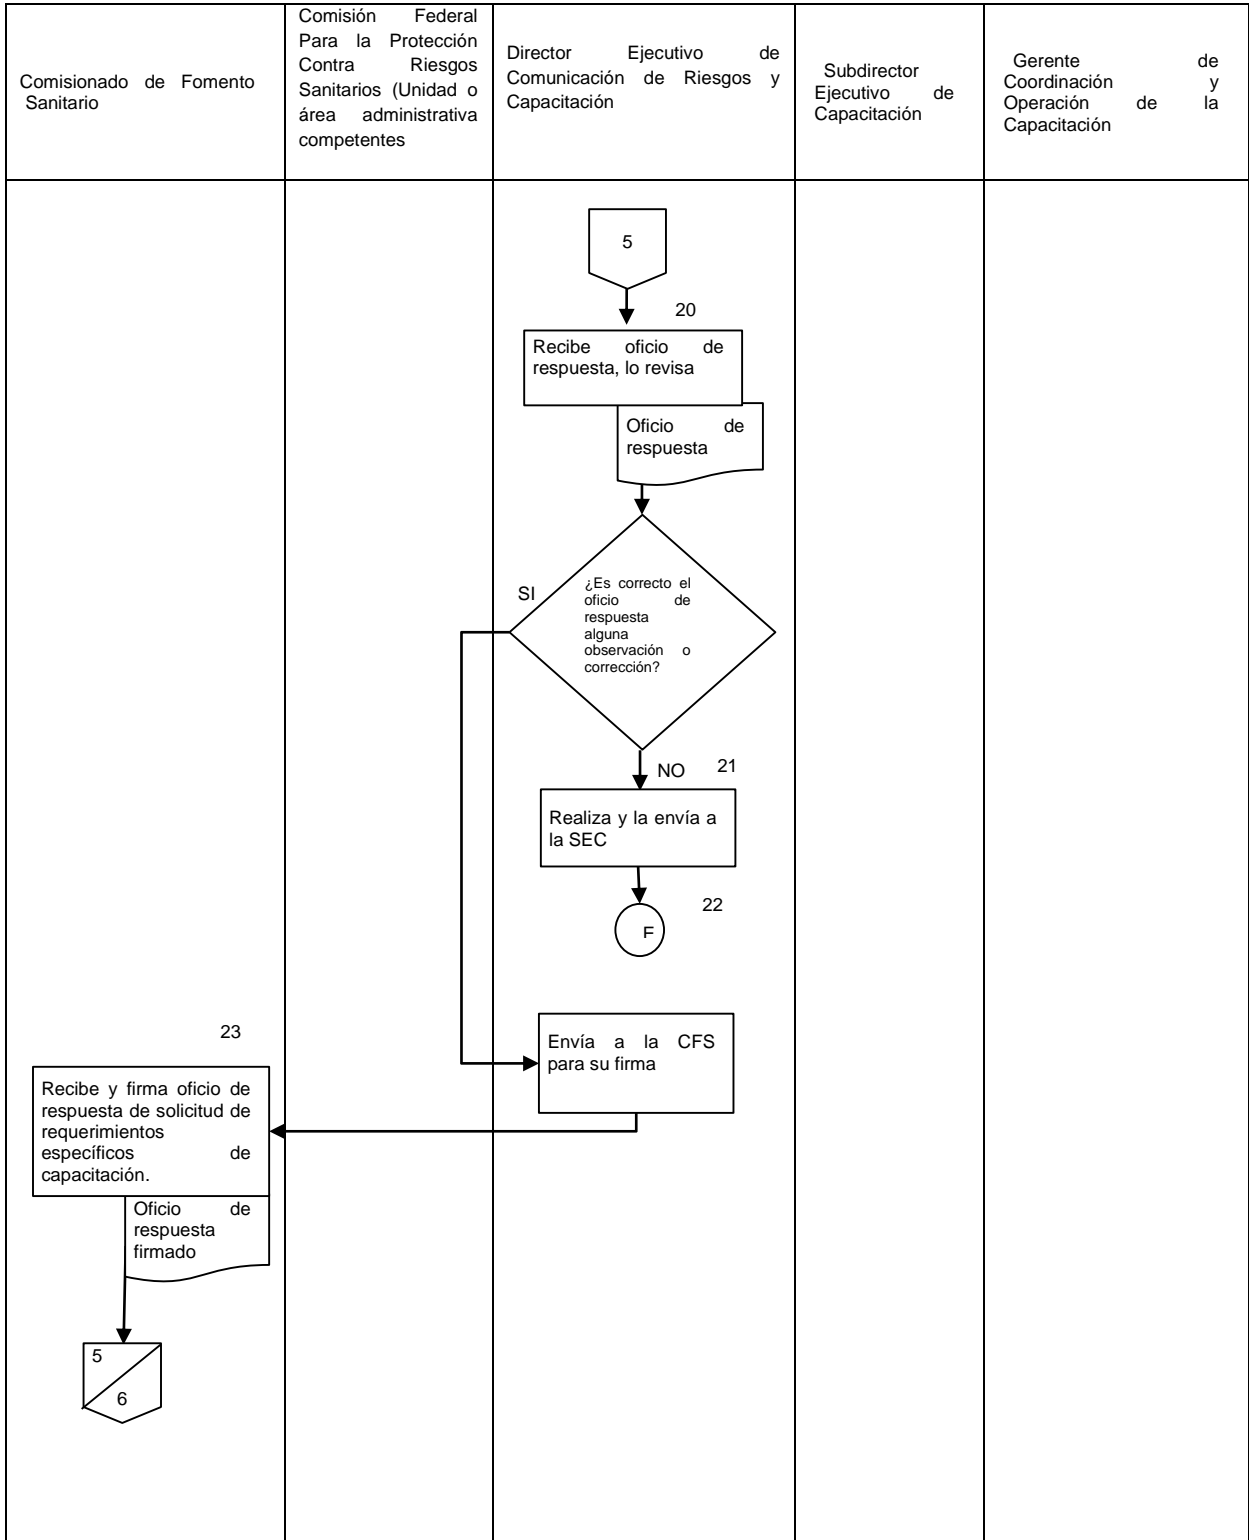 Comisionado de Fomento
Sanitario
Comisión Federal
Para la Protección
Contra Riesgos
Sanitarios (Unidad o
área administrativa
competentes
Director Ejecutivo de
Comunicación de Riesgos y
Capacitación
Subdirector
Ejecutivo de
Capacitación
Gerente de
Coordinación y
Operación de la
Capacitación
5
20
Recibe oficio de
respuesta, lo revisa
Oficio de
respuesta
SI
¿Es correcto el
oficio de
respuesta
alguna
observación o
corrección?
NO
21
Realiza y la envía a
la SEC
22
F
Envía a la CFS
para su firma
23
Recibe y firma oficio de
respuesta de solicitud de
requerimientos
específicos de
capacitación.
Oficio de
respuesta
firmado
5
6